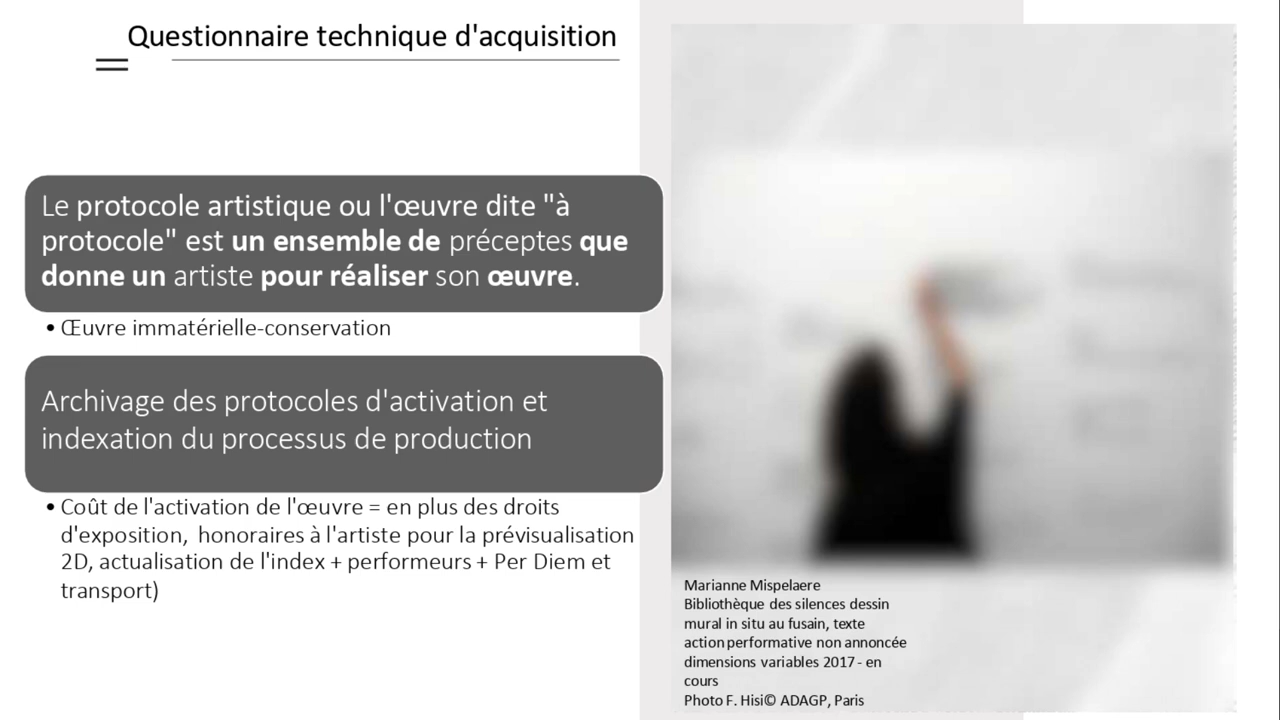 Questionnaire technique d'acquisition
Le protocole artistique ou l'œuvre dite "à
protocole" est un ensemble de préceptes que
donne un artiste pour réaliser son œuvre.
• Œuvre immatérielle-conservation
Archivage des protocoles d'activation et
indexation du processus de production
• Coût de l'activation de l'œuvre = en plus des droits
d'exposition, honoraires à l'artiste pour la prévisualisation
2D, actualisation de l'index + performeurs + Per Diem et
transport)
Marianne Mispelaere
Bibliothèque des silences dessin
mural in situ au fusain, texte
action performative non annoncée
dimensions variables 2017 - en
cours
Photo F. Hisi© ADAGP, Paris